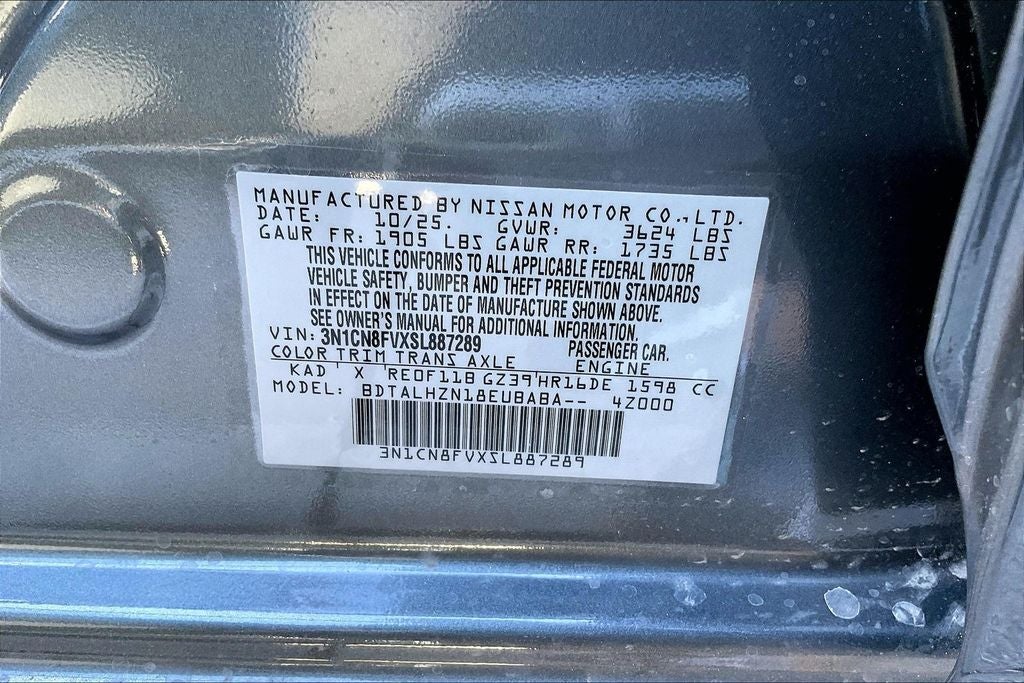 MANUFACTURED BY NISSAN MOTOR CO.,LTD.
DATE: 10/25. GVWR: 3624 LBS
GAWR FR: 1905 LBS GAWR RR: 1735 LBS
THIS VEHICLE CONFORMS TO ALL APPLICABLE FEDERAL MOTOR
VEHICLE SAFETY, BUMPER AND THEFT PREVENTION STANDARDS
IN EFFECT ON THE DATE OF MANUFACTURE SHOWN ABOVE.
SEE OWNER'S MANUAL FOR ADDITIONAL INFORMATION.
VIN: 3N1CN8FVXSL887289 PASSENGER CAR.
COLOR TRIM TRANS AXLE ENGINE
KAD ' X 'RE0F11B GZ39'HR16DE 1598 CC
MODEL: BDTALHZN18EUBABA-- 4Z000
3N1CN8FVXSL887289